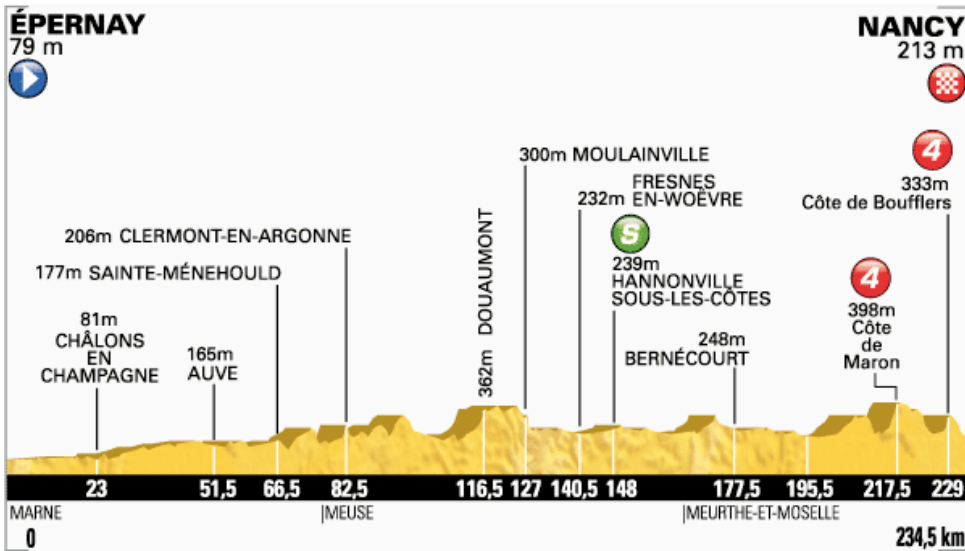 ÉPERNAY
79 m
NANCY
213 m
4
333m
Côte de Boufflers
300m MOULAINVILLE
FRESNES
232m EN-WOËVRE
S
239m
HANNONVILLE
SOUS-LES-CÔTES
206m CLERMONT-EN-ARGONNE
177m SAINTE-MÉNEHOULD
362m DOUAUMONT
4
398m
Côte
de
Maron
81m
CHÂLONS
EN
CHAMPAGNE
165m
AUVE
248m
BERNÉCOURT
23 51,5 66,5 82,5 116,5 127 140,5 148 177,5 195,5 217,5 229
MARNE |MEUSE |MEURTHE-ET-MOSELLE
0 234,5 km